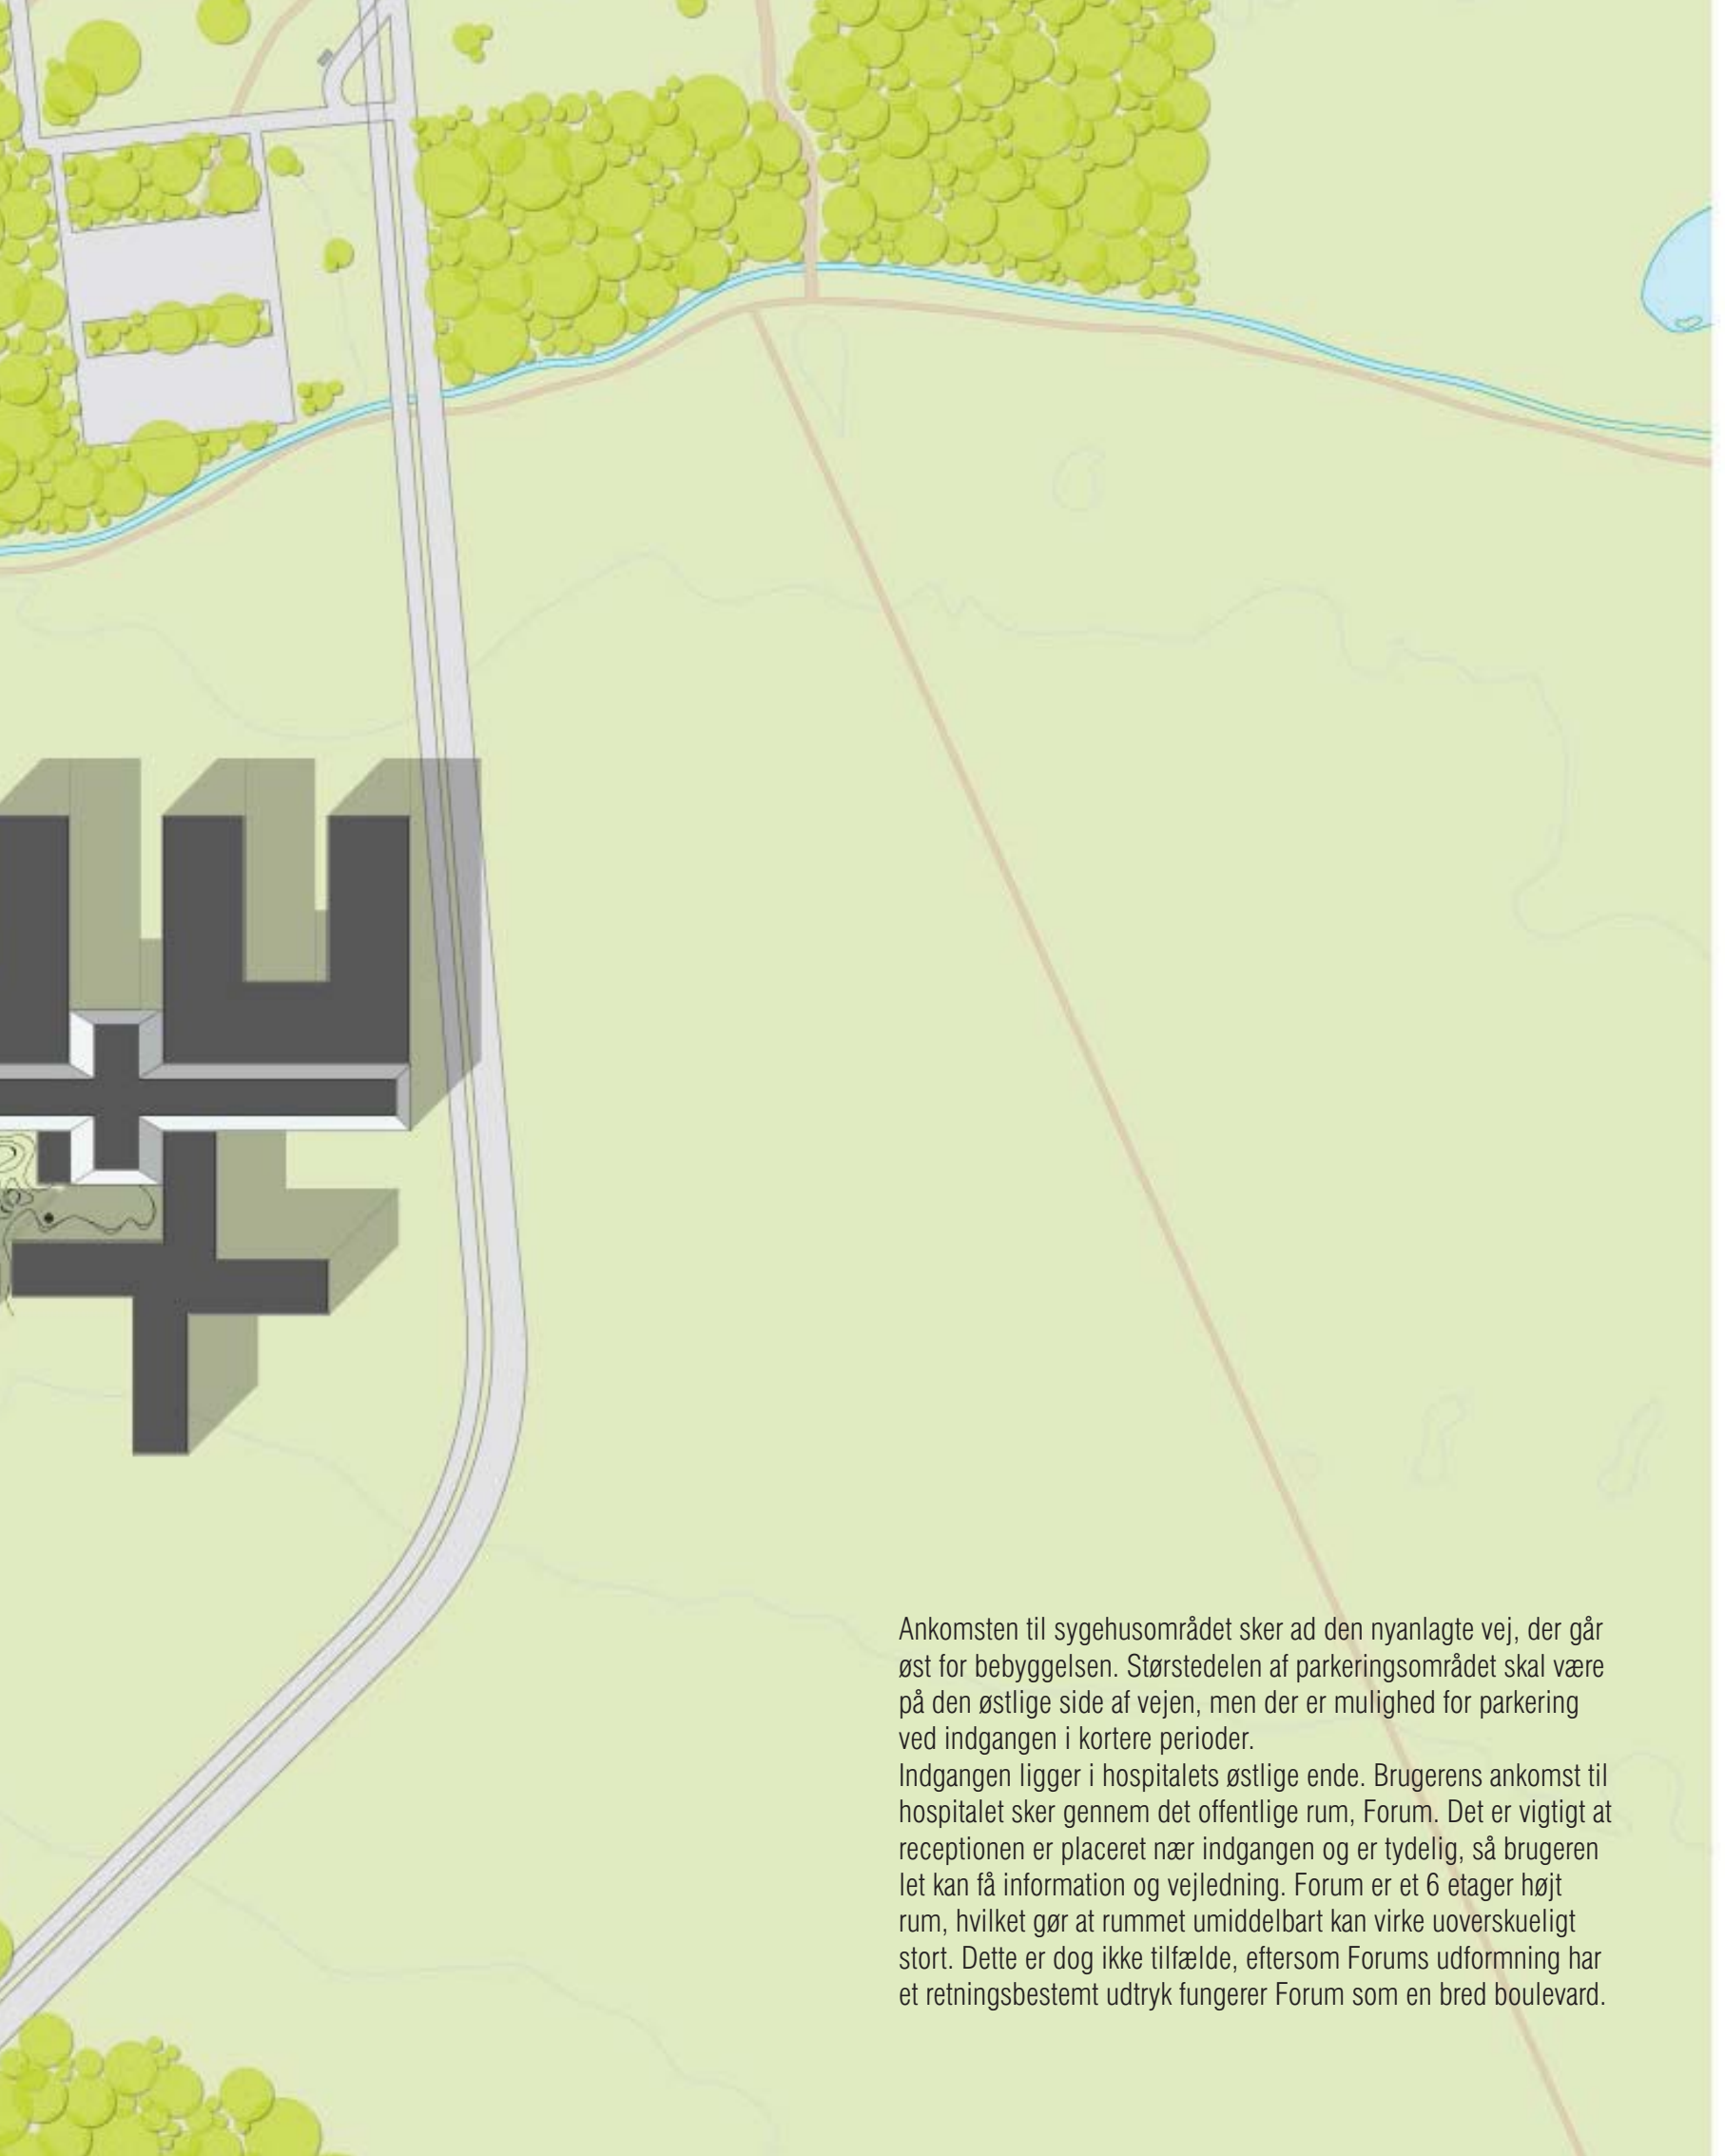 Ankomsten til sygehusområdet sker ad den nyanlagte vej, der går
øst for bebyggelsen. Størstedelen af parkeringsområdet skal være
på den østlige side af vejen, men der er mulighed for parkering
ved indgangen i kortere perioder.
Indgangen ligger i hospitalets østlige ende. Brugerens ankomst til
hospitalet sker gennem det offentlige rum, Forum. Det er vigtigt at
receptionen er placeret nær indgangen og er tydelig, så brugeren
let kan få information og vejledning. Forum er et 6 etager højt
rum, hvilket gør at rummet umiddelbart kan virke uoverskueligt
stort. Dette er dog ikke tilfælde, eftersom Forums udformning har
et retningsbestemt udtryk fungerer Forum som en bred boulevard.